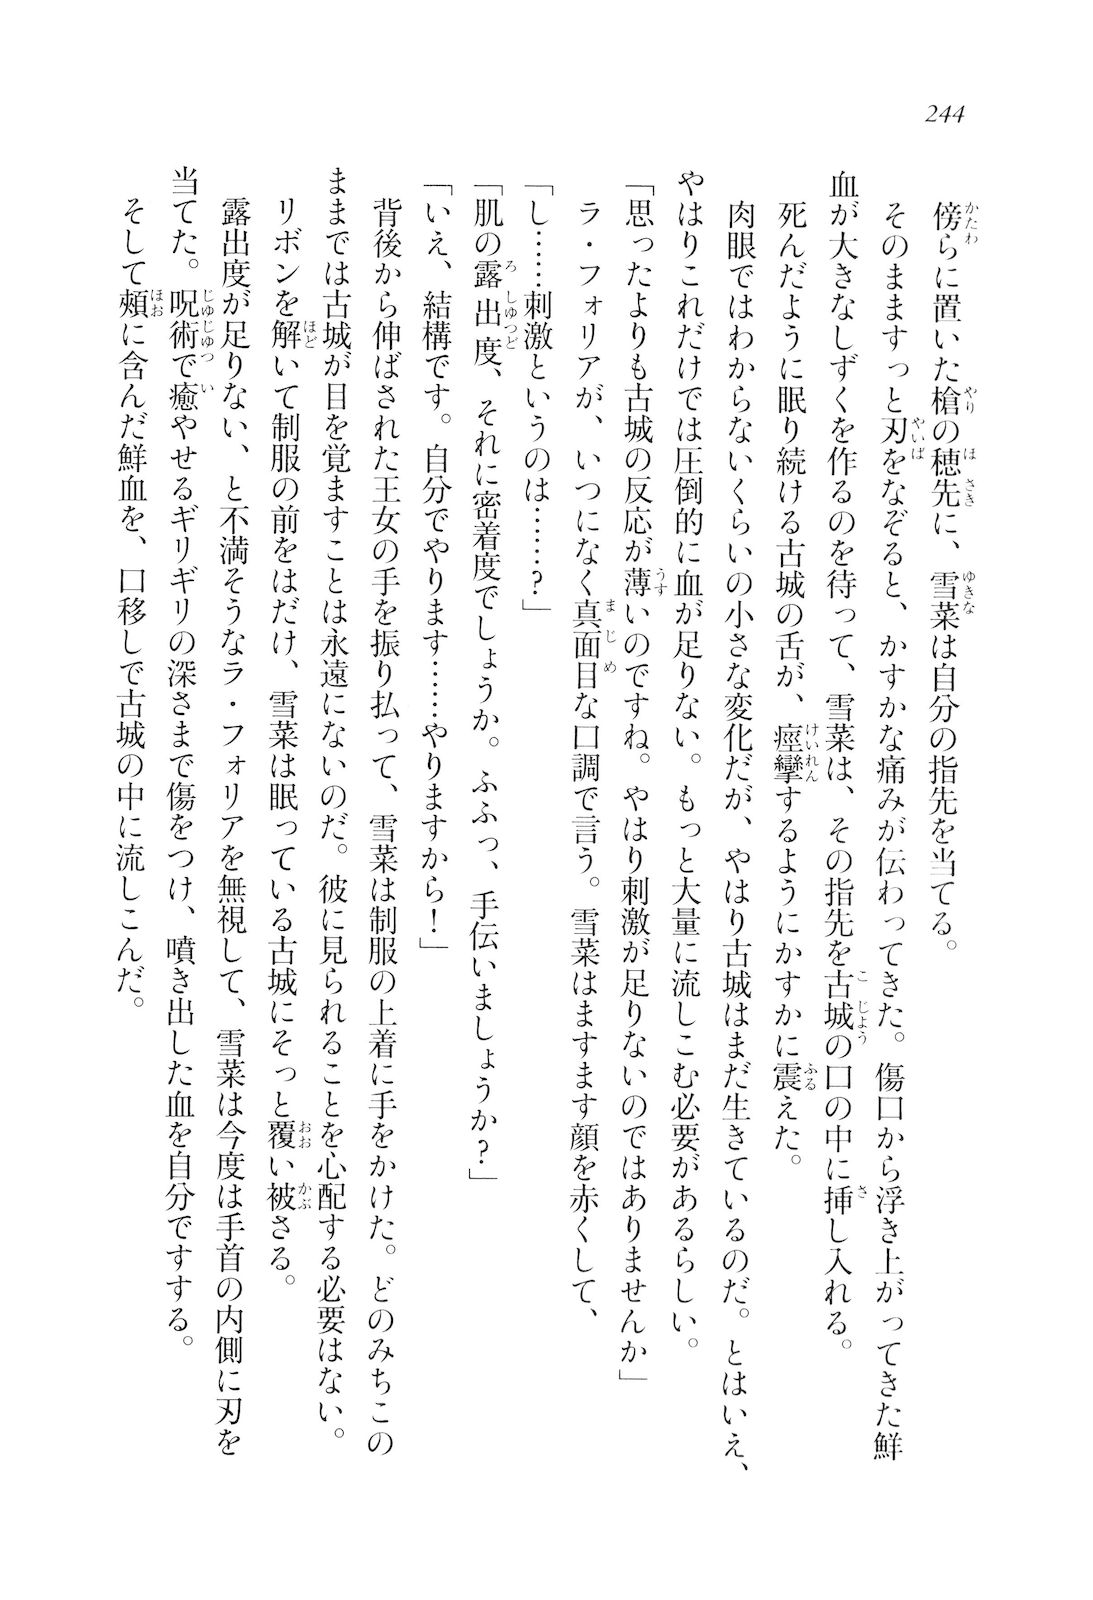 244
傍らに置いた槍の穂先に、雪菜は自分の指先を当てる。
そのまますっと刃をなぞると、かすかな痛みが伝わってきた。傷口から浮き上がってきた鮮
血が大きなしずくを作るのを待って、雪菜は、その指先を古城の口の中に挿し入れる。
死んだように眠り続ける古城の舌が、痙攣するようにかすかに震えた。
肉眼ではわからないくらいの小さな変化だが、やはり古城はまだ生きているのだ。とはいえ、
やはりこれだけでは圧倒的に血が足りない。もっと大量に流しこむ必要があるらしい。
「思ったよりも古城の反応が薄いのですね。やはり刺激が足りないのではありませんか」
ラ・フォリアが、いつになく真面目な口調で言う。雪菜はますます顔を赤くして、
「し……刺激というのは……？」
「肌の露出度、それに密着度でしょうか。ふふっ、手伝いましょうか？」
「いえ、結構です。自分でやります……やりますから！」
背後から伸ばされた王女の手を振り払って、雪菜は制服の上着に手をかけた。どのみちこの
ままでは古城が目を覚ますことは永遠にないのだ。彼に見られることを心配する必要はない。
リボンを解いて制服の前をはだけ、雪菜は眠っている古城にそっと覆い被さる。
露出度が足りない、と不満そうなラ・フォリアを無視して、雪菜は今度は手首の内側に刃を
当てた。呪術で癒やせるギリギリの深さまで傷をつけ、噴き出した血を自分ですする。
そして頰に含んだ鮮血を、口移しで古城の中に流しこんだ。